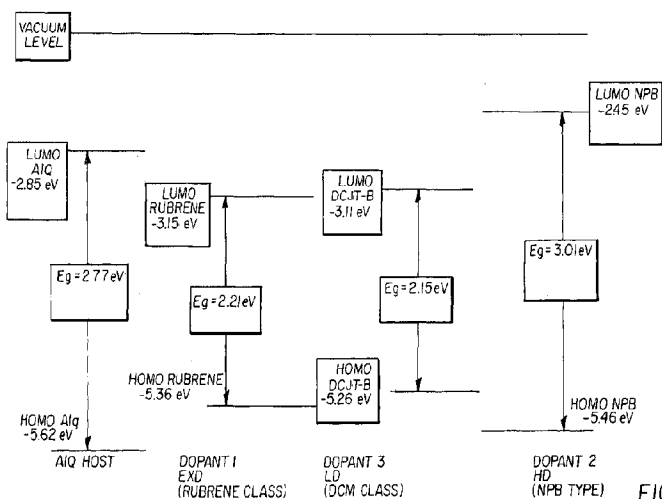 VACUUM
LEVEL
LUMO NPB
-2.45 eV
LUMO
AlQ
-2.85 eV
LUMO
RUBRENE
-3.15 eV
LUMO
DCJT-B
-3.11 eV
Eg=2.77eV
Eg=2.21eV
Eg=2.15eV
Eg=3.01eV
HOMO RUBRENE
-5.36 eV
HOMO
DCJT-B
-5.26 eV
HOMO Alq
-5.62 eV
HOMO NPB
-5.46 eV
AlQ HOST
DOPANT 1
EXD
(RUBRENE CLASS)
DOPANT 3
LD
(DCM CLASS)
DOPANT 2
HD
(NPB TYPE)